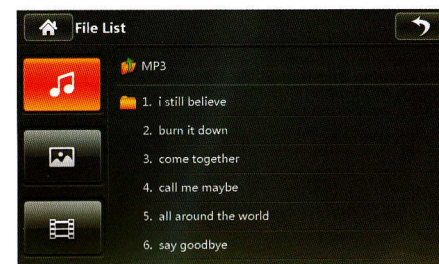 File List
MP3
1. i still believe
2. burn it down
3. come together
4. call me maybe
5. all around the world
6. say goodbye